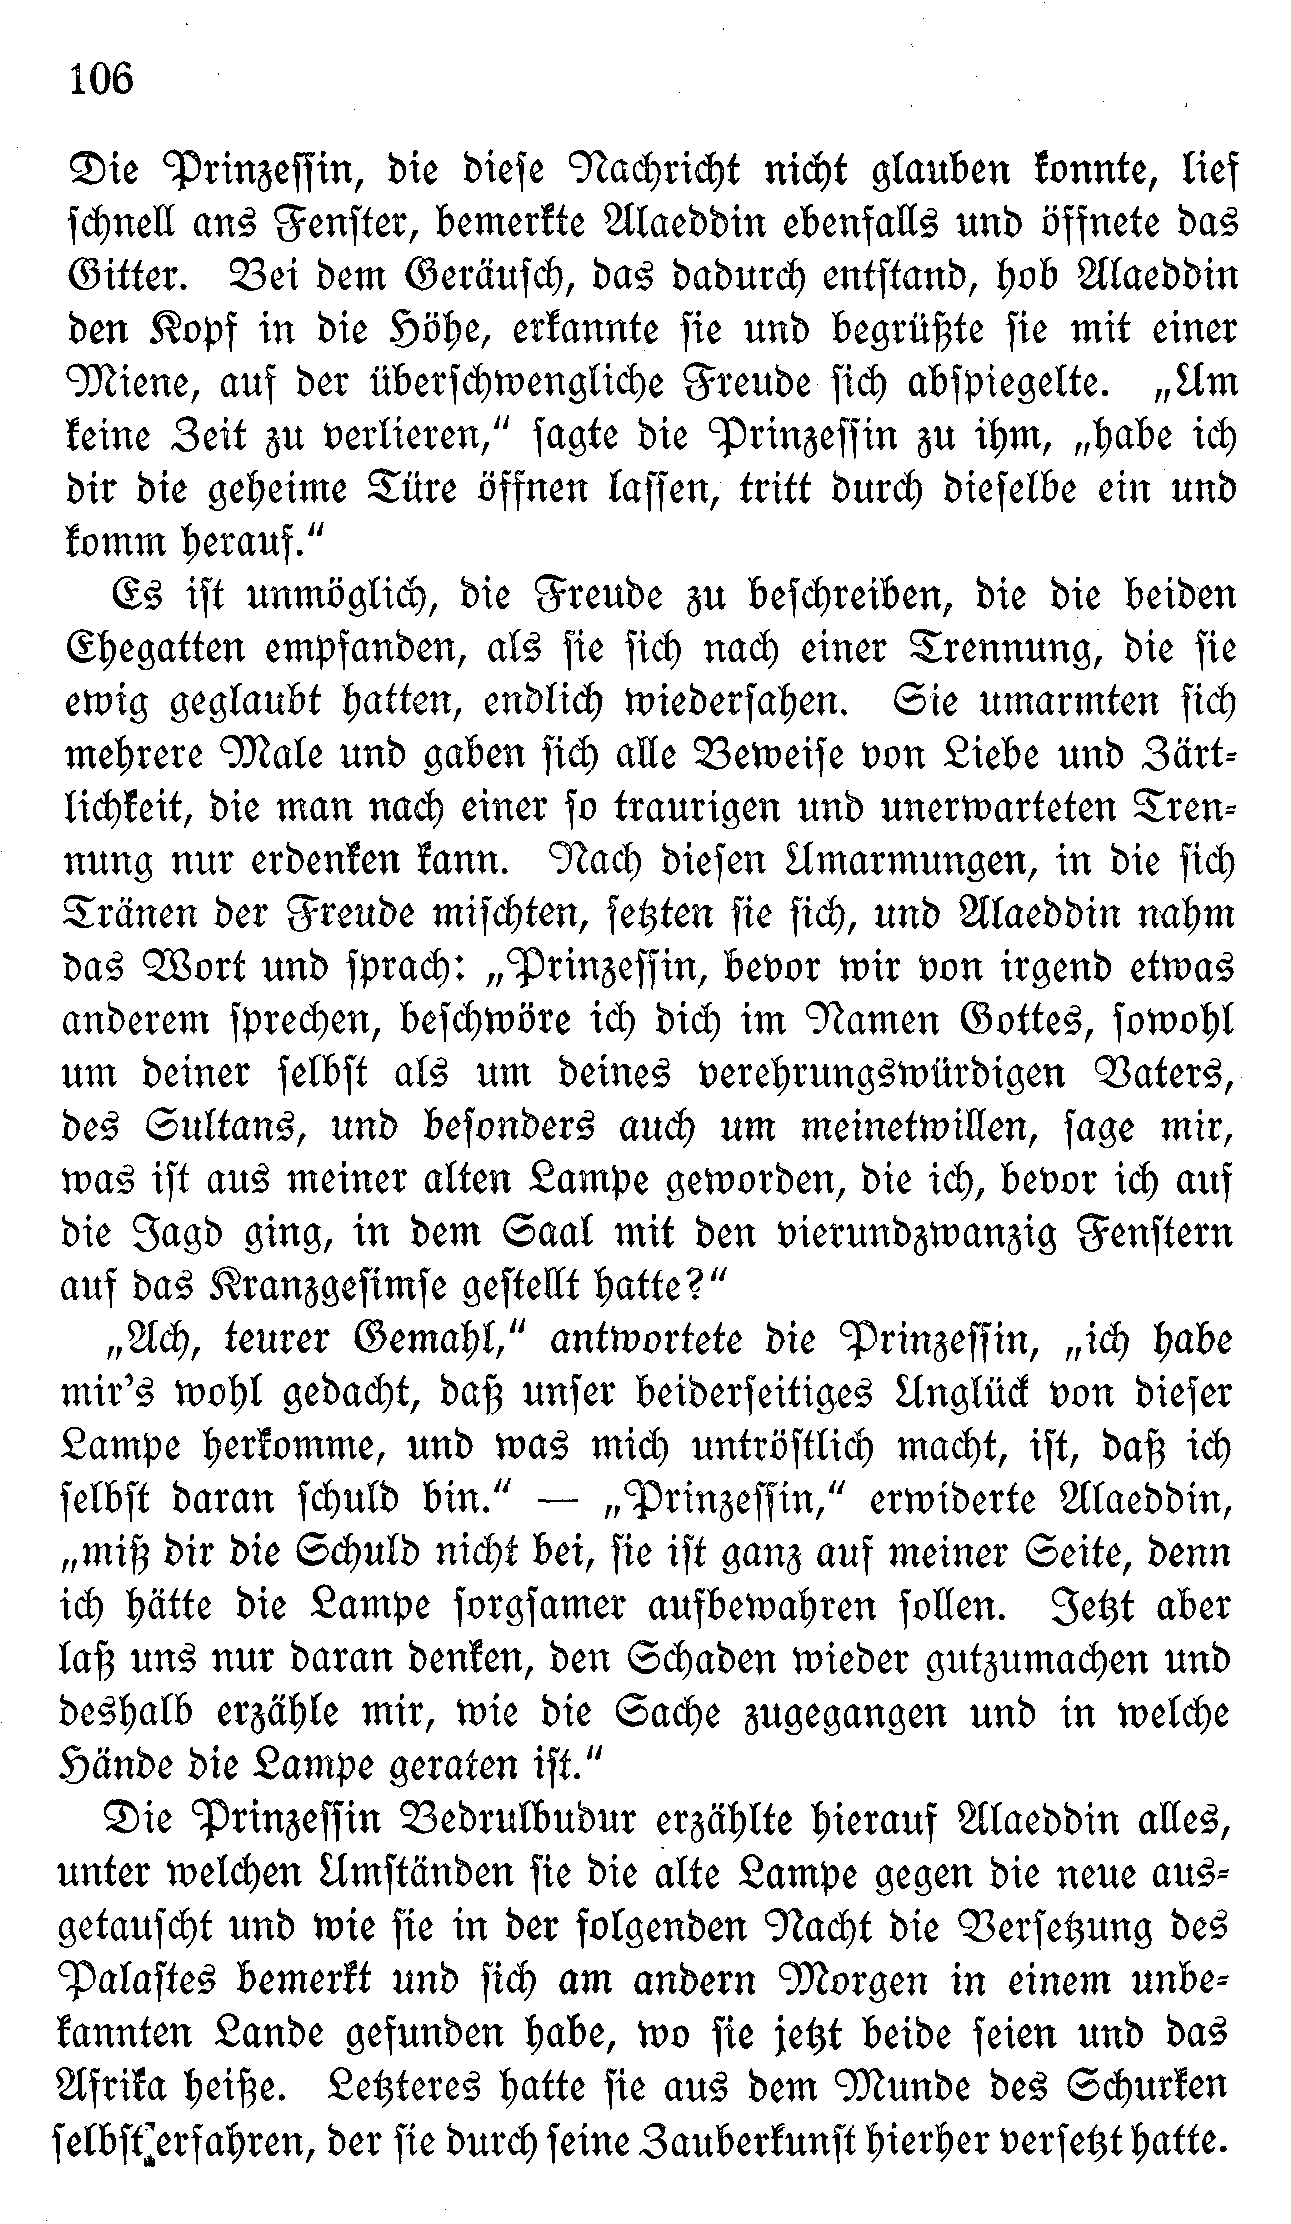 106
Die Prinzessin, die diese Nachricht nicht glauben konnte, lief
schnell ans Fenster, bemerkte Alaeddin ebenfalls und öffnete das
Gitter. Bei dem Geräusch, das dadurch entstand, hob Alaeddin
den Kopf in die Höhe, erkannte sie und begrüßte sie mit einer
Miene, auf der überschwengliche Freude sich abspiegelte. „Um
keine Zeit zu verlieren,“ sagte die Prinzessin zu ihm, „habe ich
dir die geheime Türe öffnen lassen, tritt durch dieselbe ein und
komm herauf.“
Es ist unmöglich, die Freude zu beschreiben, die die beiden
Ehegatten empfanden, als sie sich nach einer Trennung, die sie
ewig geglaubt hatten, endlich wiedersahen. Sie umarmten sich
mehrere Male und gaben sich alle Beweise von Liebe und Zärt-
lichkeit, die man nach einer so traurigen und unerwarteten Tren-
nung nur erdenken kann. Nach diesen Umarmungen, in die sich
Tränen der Freude mischten, setzten sie sich, und Alaeddin nahm
das Wort und sprach: „Prinzessin, bevor wir von irgend etwas
anderem sprechen, beschwöre ich dich im Namen Gottes, sowohl
um deiner selbst als um deines verehrungswürdigen Vaters,
des Sultans, und besonders auch um meinetwillen, sage mir,
was ist aus meiner alten Lampe geworden, die ich, bevor ich auf
die Jagd ging, in dem Saal mit den vierundzwanzig Fenstern
auf das Kranzgesimse gestellt hatte?“
„Ach, teurer Gemahl,“ antwortete die Prinzessin, „ich habe
mir's wohl gedacht, daß unser beiderseitiges Unglück von dieser
Lampe herkomme, und was mich untröstlich macht, ist, daß ich
selbst daran schuld bin.“ — „Prinzessin,“ erwiderte Alaeddin,
„miß dir die Schuld nicht bei, sie ist ganz auf meiner Seite, denn
ich hätte die Lampe sorgsamer aufbewahren sollen. Jetzt aber
laß uns nur daran denken, den Schaden wieder gutzumachen und
deshalb erzähle mir, wie die Sache zugegangen und in welche
Hände die Lampe geraten ist.“
Die Prinzessin Bedrulbudur erzählte hierauf Alaeddin alles,
unter welchen Umständen sie die alte Lampe gegen die neue aus-
getauscht und wie sie in der folgenden Nacht die Versetzung des
Palastes bemerkt und sich am andern Morgen in einem unbe-
kannten Lande gefunden habe, wo sie jetzt beide seien und das
Afrika heiße. Letzteres hatte sie aus dem Munde des Schurken
selbst erfahren, der sie durch seine Zauberkunst hierher versetzt hatte.